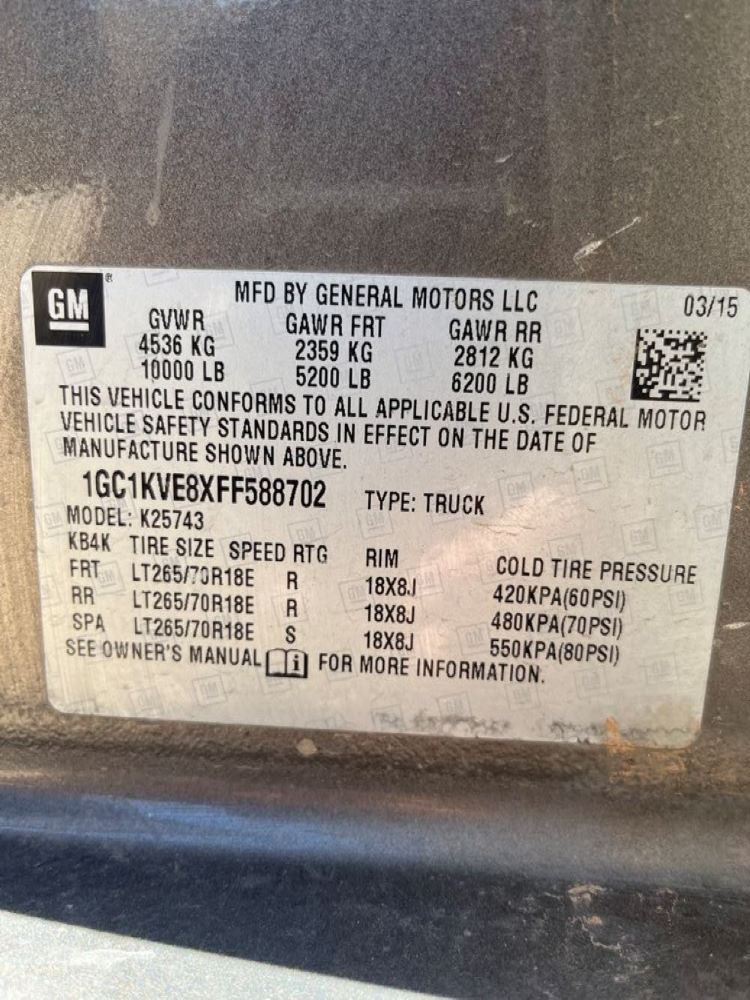 GM
MFD BY GENERAL MOTORS LLC 03/15
GVWR GAWR FRT GAWR RR
4536 KG 2359 KG 2812 KG
10000 LB 5200 LB 6200 LB
THIS VEHICLE CONFORMS TO ALL APPLICABLE U.S. FEDERAL MOTOR
VEHICLE SAFETY STANDARDS IN EFFECT ON THE DATE OF
MANUFACTURE SHOWN ABOVE.
1GC1KVE8XFF588702 TYPE: TRUCK
MODEL: K25743
KB4K TIRE SIZE SPEED RTG RIM COLD TIRE PRESSURE
FRT LT265/70R18E R 18X8J 420KPA(60PSI)
RR LT265/70R18E R 18X8J 480KPA(70PSI)
SPA LT265/70R18E S 18X8J 550KPA(80PSI)
SEE OWNER'S MANUAL i FOR MORE INFORMATION.